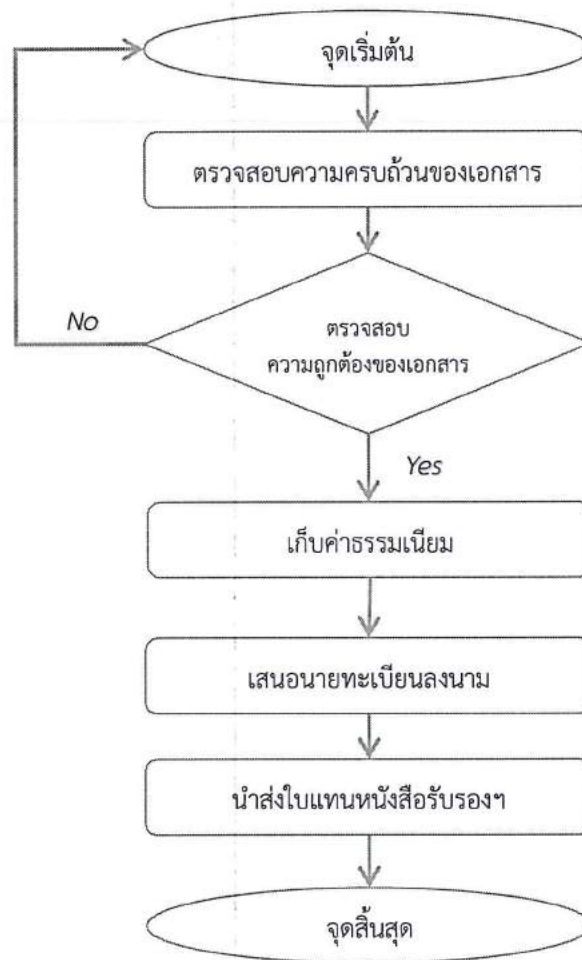 จุดเริ่มต้น
ตรวจสอบความครบถ้วนของเอกสาร
No
ตรวจสอบ
ความถูกต้องของเอกสาร
Yes
เก็บค่าธรรมเนียม
เสนอนายทะเบียนลงนาม
นำส่งใบแทนหนังสือรับรองฯ
จุดสิ้นสุด